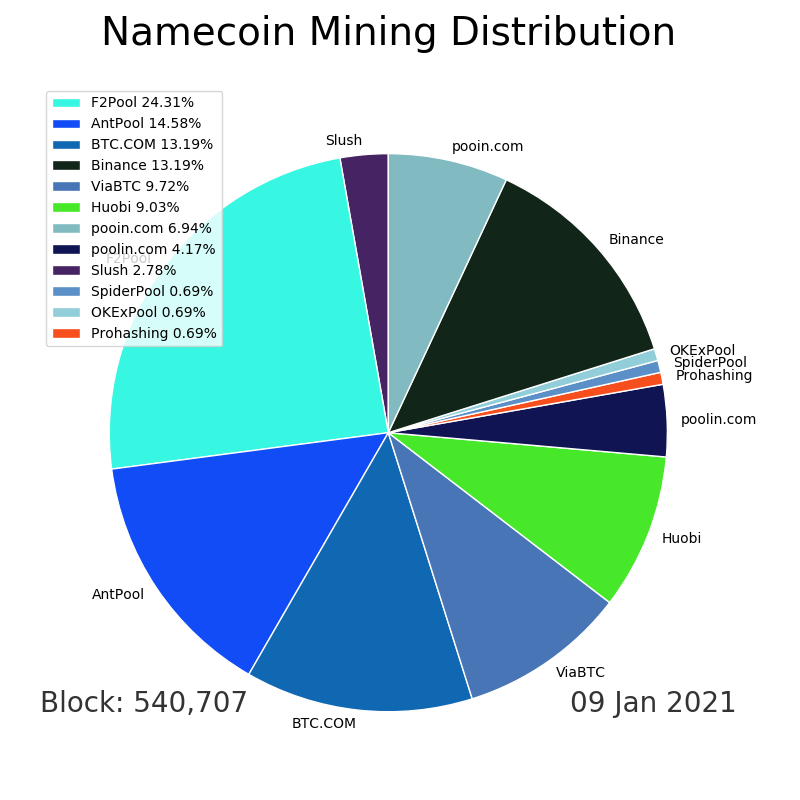 Namecoin Mining Distribution
F2Pool 24.31%
AntPool 14.58%
BTC.COM 13.19%
Binance 13.19%
ViaBTC 9.72%
Huobi 9.03%
pooin.com 6.94%
poolin.com 4.17%
Slush 2.78%
SpiderPool 0.69%
OKExPool 0.69%
Prohashing 0.69%
F2Pool
Slush
pooin.com
Binance
OKExPool
SpiderPool
Prohashing
poolin.com
Huobi
ViaBTC
BTC.COM
AntPool
Block: 540,707
09 Jan 2021